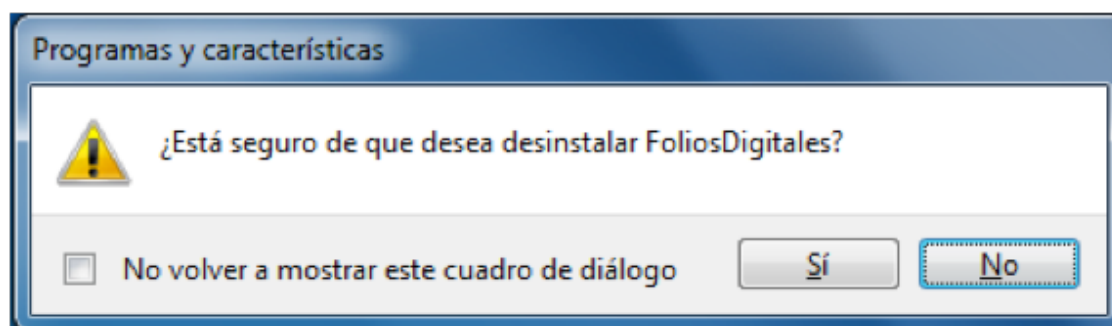 Programas y características
¿Está seguro de que desea desinstalar FoliosDigitales?
No volver a mostrar este cuadro de diálogo
Sí
No